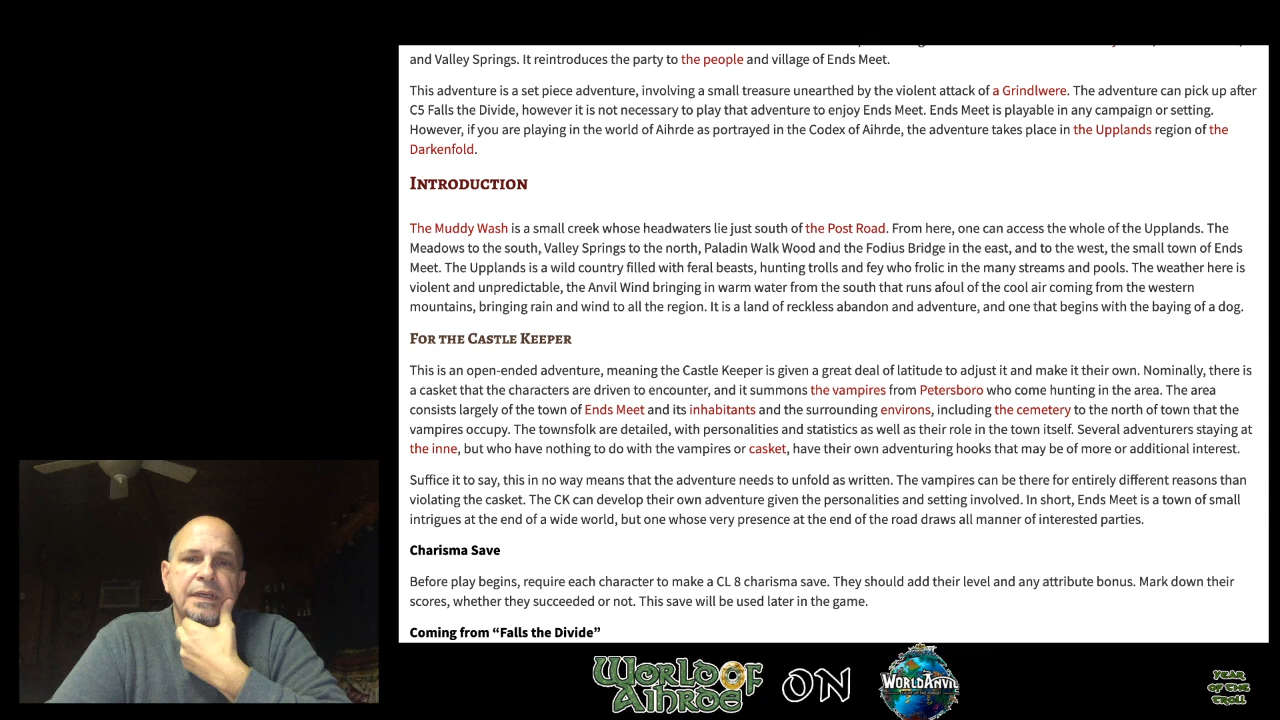 and Valley Springs. It reintroduces the party to the people and village of Ends Meet.
This adventure is a set piece adventure, involving a small treasure unearthed by the violent attack of a Grindlwere. The adventure can pick up after
C5 Falls the Divide, however it is not necessary to play that adventure to enjoy Ends Meet. Ends Meet is playable in any campaign or setting.
However, if you are playing in the world of Aihrde as portrayed in the Codex of Aihrde, the adventure takes place in the Upplands region of the
Darkenfold.
Introduction
The Muddy Wash is a small creek whose headwaters lie just south of the Post Road. From here, one can access the whole of the Upplands. The
Meadows to the south, Valley Springs to the north, Paladin Walk Wood and the Fodius Bridge in the east, and to the west, the small town of Ends
Meet. The Upplands is a wild country filled with feral beasts, hunting trolls and fey who frolic in the many streams and pools. The weather here is
violent and unpredictable, the Anvil Wind bringing in warm water from the south that runs afoul of the cool air coming from the western
mountains, bringing rain and wind to all the region. It is a land of reckless abandon and adventure, and one that begins with the baying of a dog.
For the Castle Keeper
This is an open-ended adventure, meaning the Castle Keeper is given a great deal of latitude to adjust it and make it their own. Nominally, there is
a casket that the characters are driven to encounter, and it summons the vampires from Petersboro who come hunting in the area. The area
consists largely of the town of Ends Meet and its inhabitants and the surrounding environs, including the cemetery to the north of town that the
vampires occupy. The townsfolk are detailed, with personalities and statistics as well as their role in the town itself. Several adventurers staying at
the inne, but who have nothing to do with the vampires or casket, have their own adventuring hooks that may be of more or additional interest.
Suffice it to say, this in no way means that the adventure needs to unfold as written. The vampires can be there for entirely different reasons than
violating the casket. The CK can develop their own adventure given the personalities and setting involved. In short, Ends Meet is a town of small
intrigues at the end of a wide world, but one whose very presence at the end of the road draws all manner of interested parties.
Charisma Save
Before play begins, require each character to make a CL 8 charisma save. They should add their level and any attribute bonus. Mark down their
scores, whether they succeeded or not. This save will be used later in the game.
Coming from “Falls the Divide”
World of
Aihrde
ON
WORLDANVIL
YEAR
OF THE
TROLL